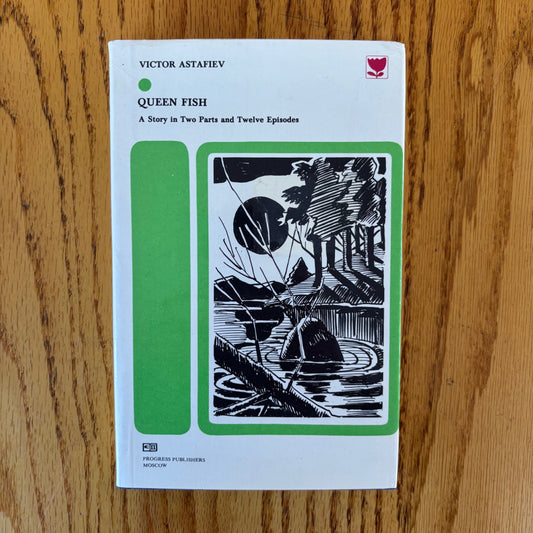 VICTOR ASTAFIEV
QUEEN FISH
A Story in Two Parts and Twelve Episodes
PROGRESS PUBLISHERS
MOSCOW